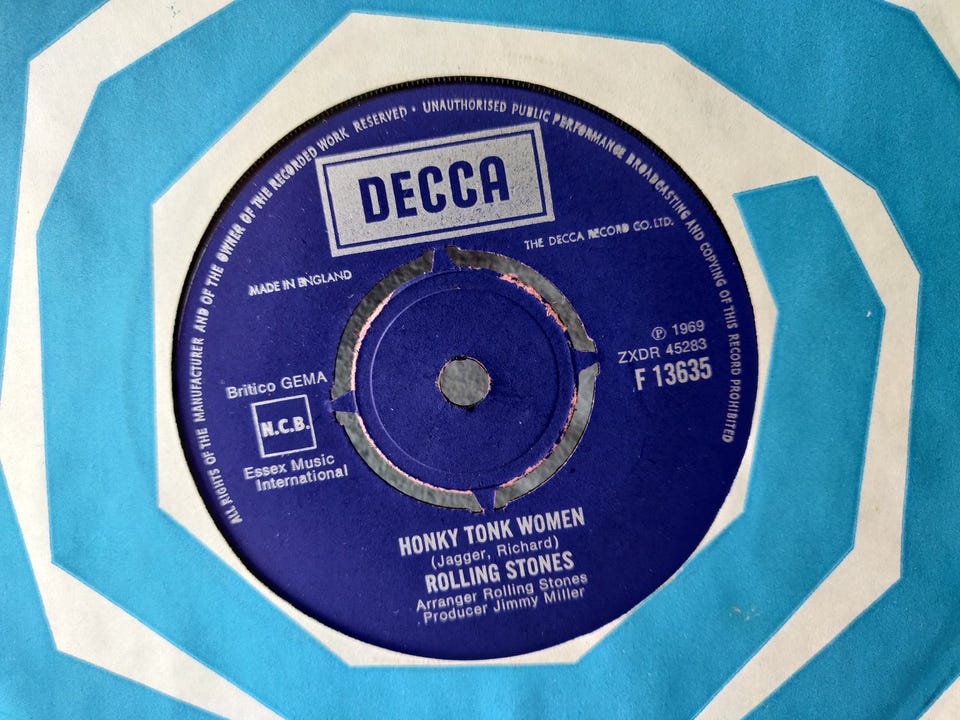 ALL RIGHTS OF THE MANUFACTURER AND OF THE OWNER OF THE RECORDED WORK RESERVED · UNAUTHORISED PUBLIC PERFORMANCE BROADCASTING AND COPYING OF THIS RECORD PROHIBITED
DECCA
THE DECCA RECORD CO. LTD.
MADE IN ENGLAND
℗ 1969
ZXDR 45283
F 13635
Britico GEMA
N.C.B.
Essex Music
International
HONKY TONK WOMEN
(Jagger, Richard)
ROLLING STONES
Arranger Rolling Stones
Producer Jimmy Miller